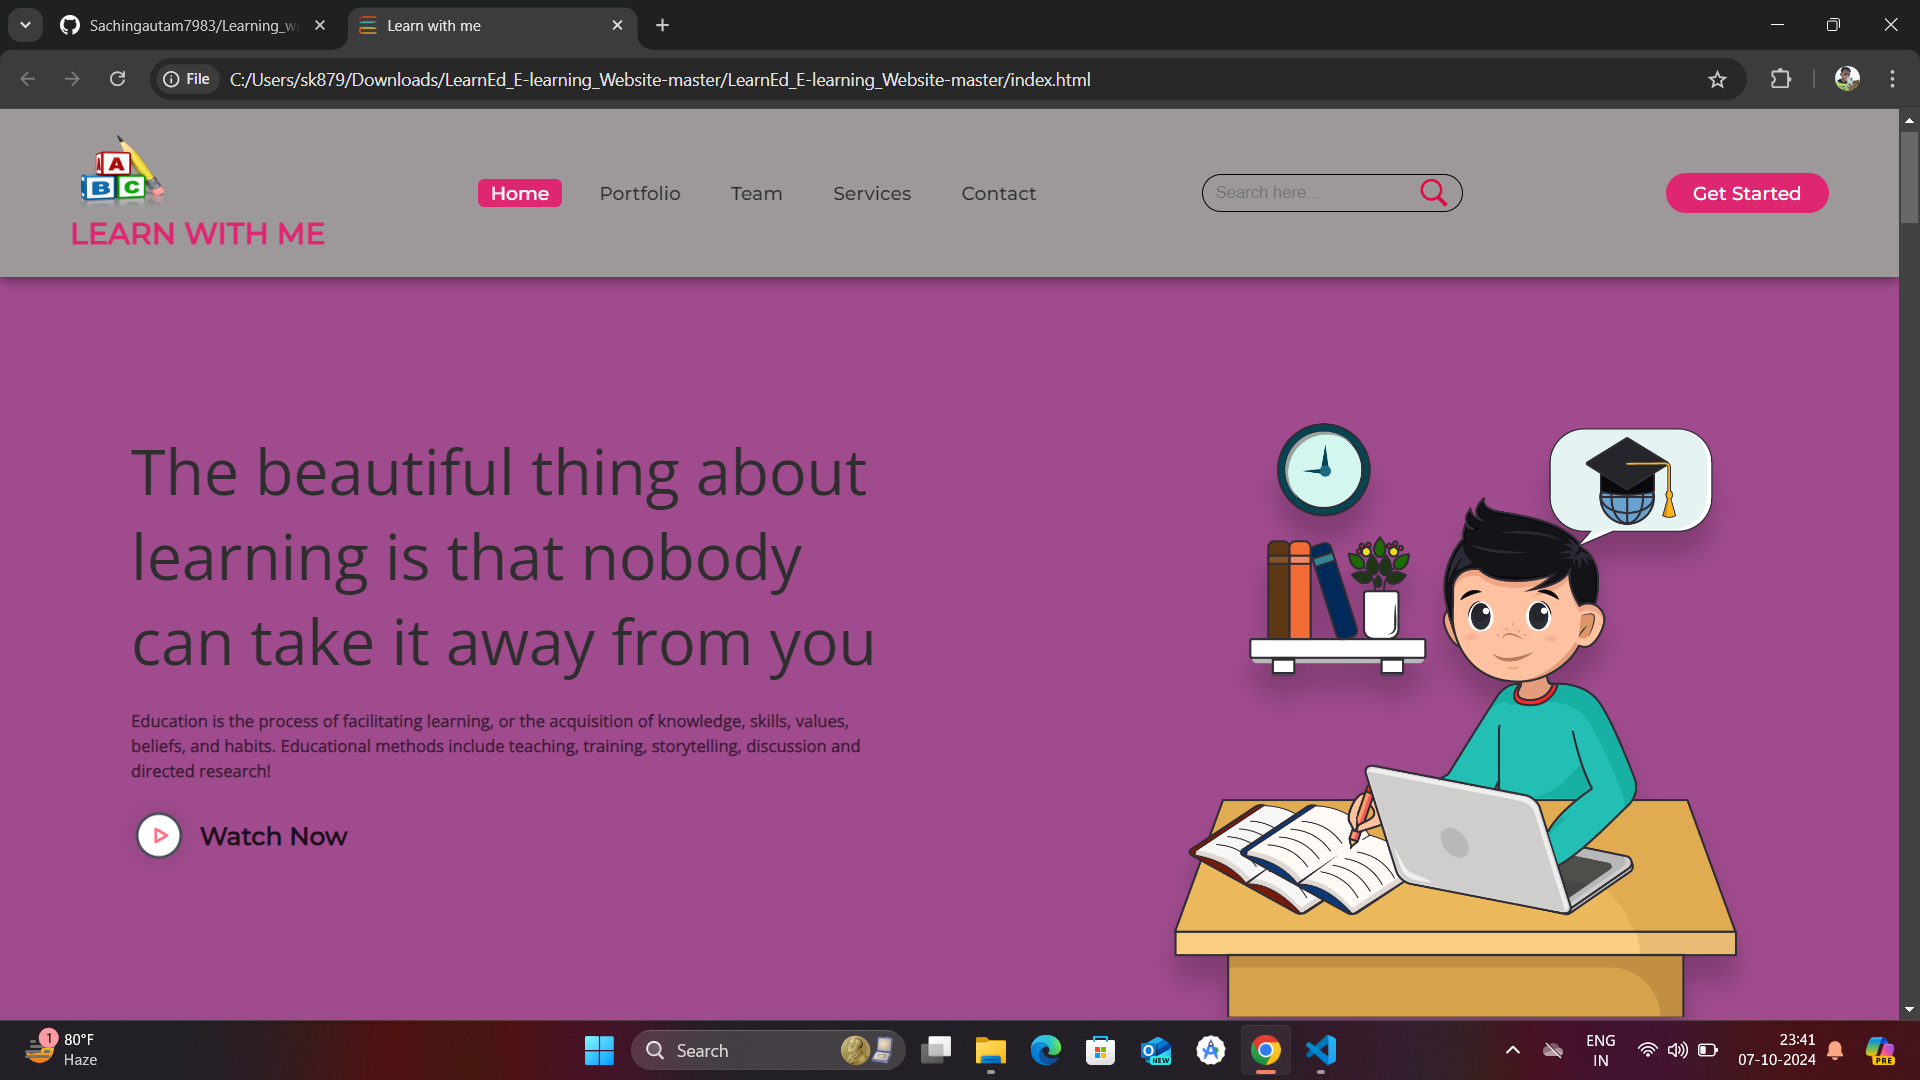 Sachingautam7983/Learning_w
Learn with me
File
C:/Users/sk879/Downloads/LearnEd_E-learning_Website-master/LearnEd_E-learning_Website-master/index.html
A
B C
LEARN WITH ME
Home
Portfolio
Team
Services
Contact
Search here...
Get Started
The beautiful thing about
learning is that nobody
can take it away from you
Education is the process of facilitating learning, or the acquisition of knowledge, skills, values,
beliefs, and habits. Educational methods include teaching, training, storytelling, discussion and
directed research!
Watch Now
1
80°F
Haze
Search
NEW
ENG
IN
23:41
07-10-2024
PRE